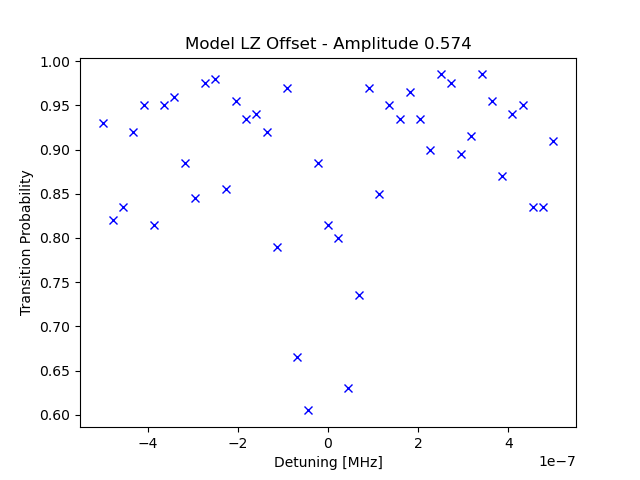 Model LZ Offset - Amplitude 0.574
Transition Probability
1.00
0.95
0.90
0.85
0.80
0.75
0.70
0.65
0.60
−4 −2 0 2 4
1e−7
Detuning [MHz]